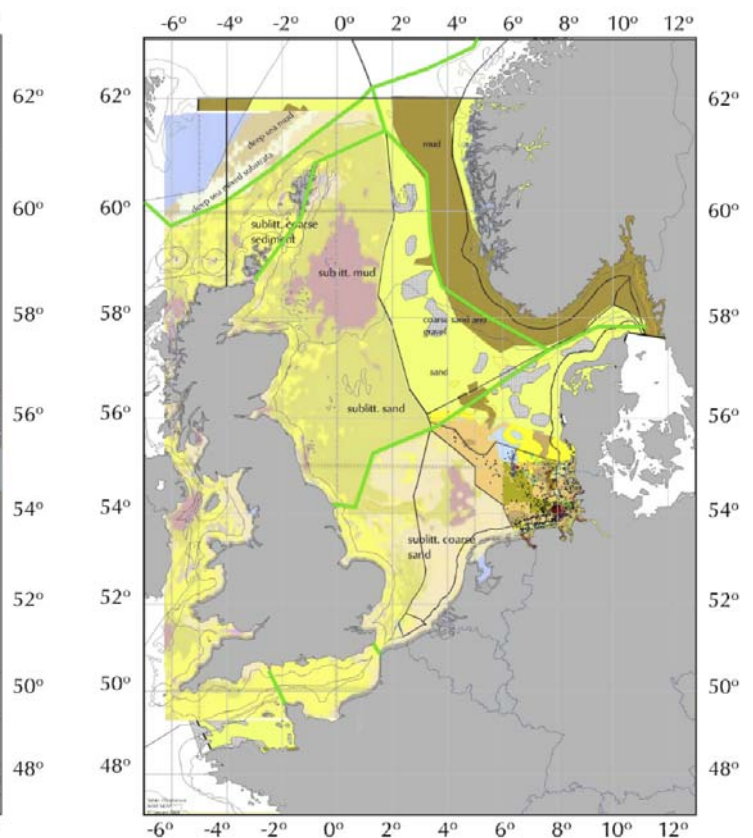 -6° -4° -2° 0° 2° 4° 6° 8° 10° 12°
62° 62° 62°
60° 60° 60°
58° 58° 58°
56° 56° 56°
54° 54° 54°
52° 52° 52°
50° 50° 50°
48° 48° 48°
deep sea mud
deep sea mixed substrata
mud
sublitt. coarse
sediment
sublitt. mud
coarse sand and
gravel
sand
sublitt. sand
sublitt. coarse
sand
-6° -4° -2° 0° 2° 4° 6° 8° 10° 12°